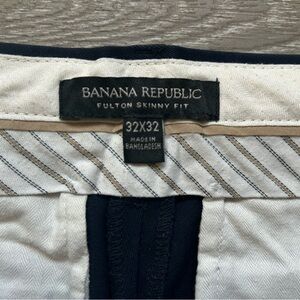 BANANA REPUBLIC
FULTON SKINNY FIT
32X32
MADE IN
BANGLADESH